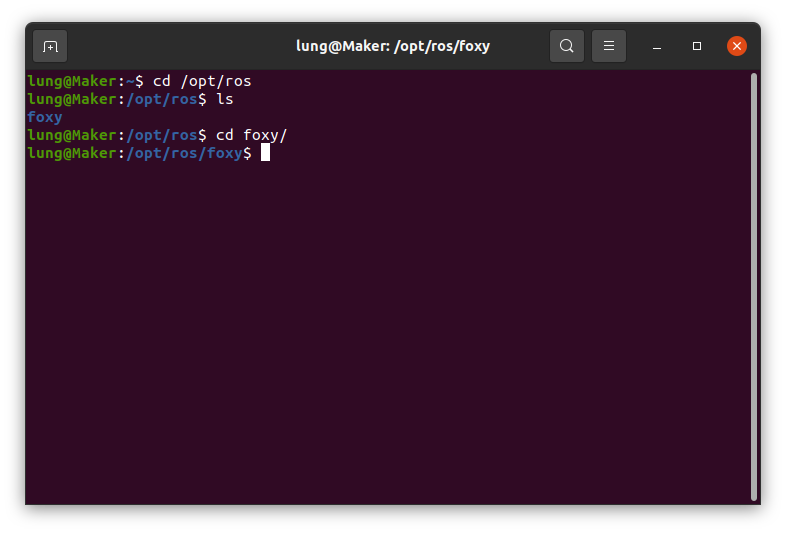 lung@Maker: /opt/ros/foxy
lung@Maker:~$ cd /opt/ros
lung@Maker:/opt/ros$ ls
foxy
lung@Maker:/opt/ros$ cd foxy/
lung@Maker:/opt/ros/foxy$